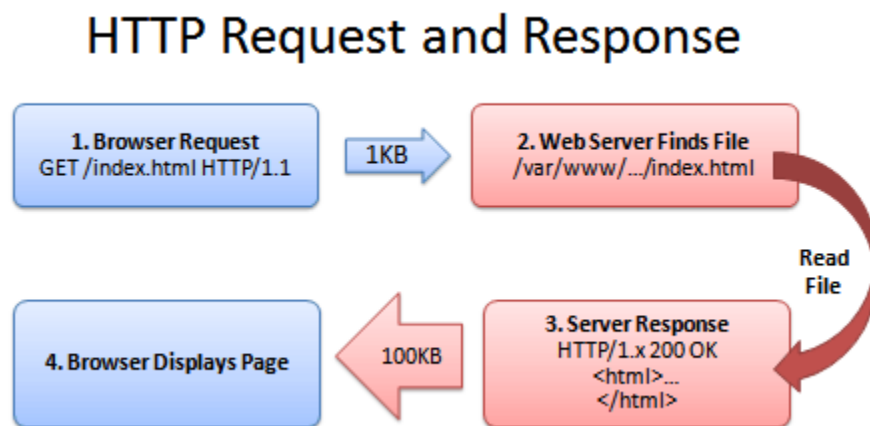 HTTP Request and Response
1. Browser Request
GET /index.html HTTP/1.1
1KB
2. Web Server Finds File
/var/www/.../index.html
Read
File
3. Server Response
HTTP/1.x 200 OK
<html>...
</html>
100KB
4. Browser Displays Page